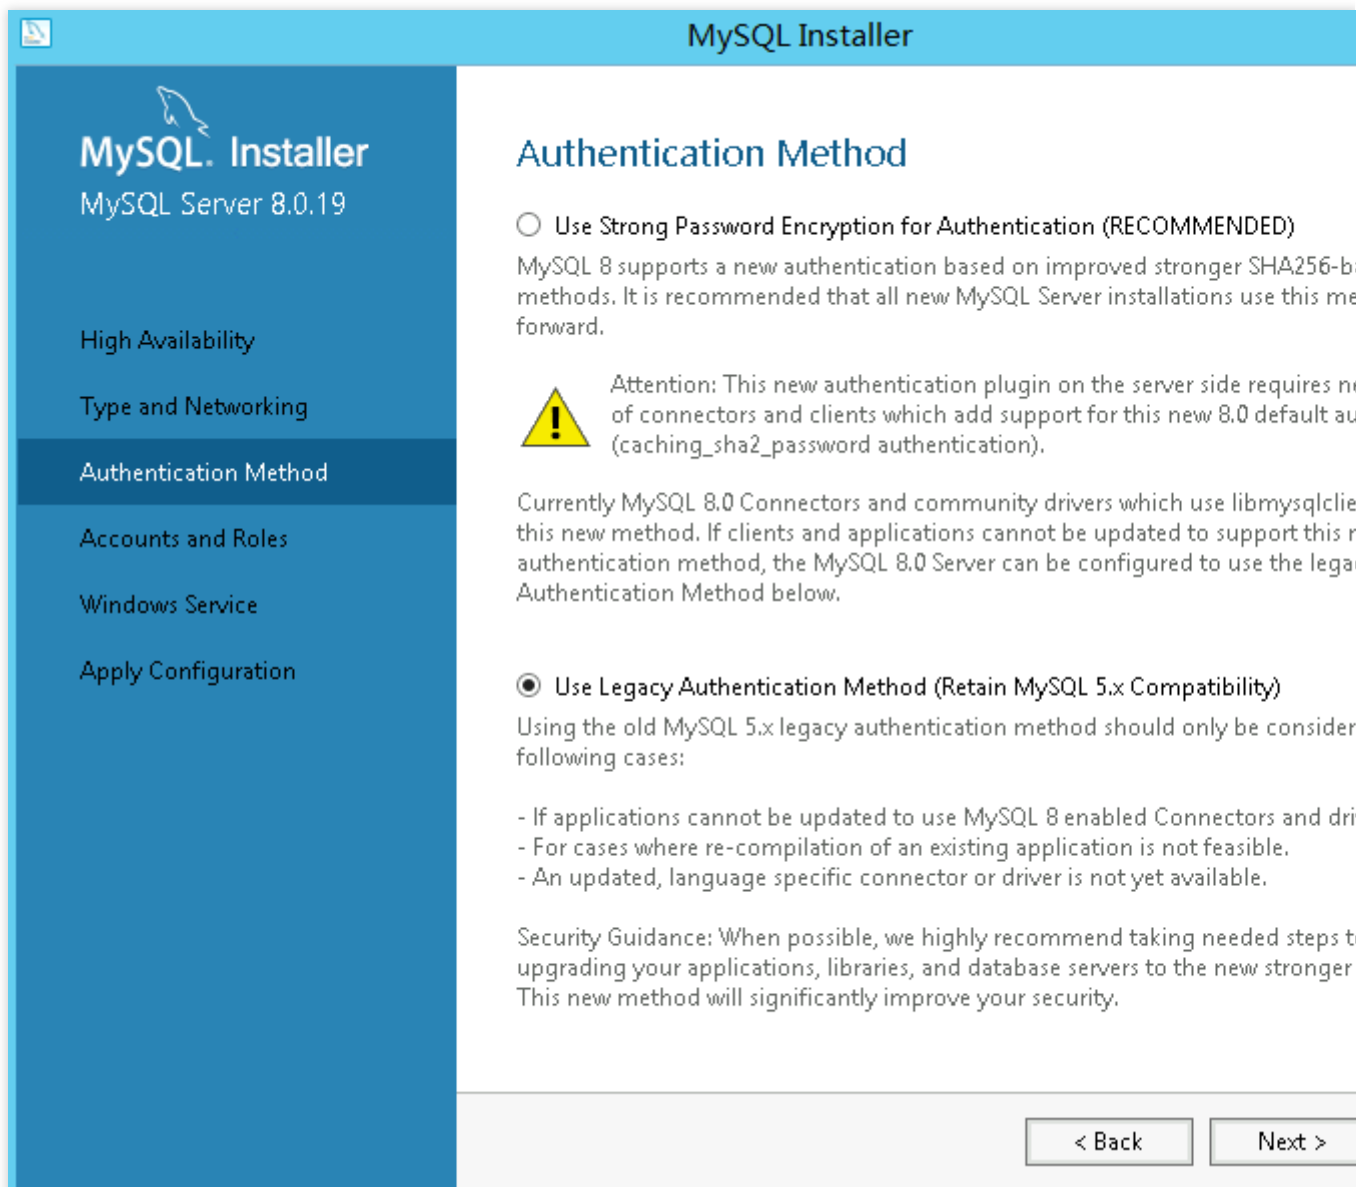 MySQL Installer
MySQL. Installer
MySQL Server 8.0.19
High Availability
Type and Networking
Authentication Method
Accounts and Roles
Windows Service
Apply Configuration
Authentication Method
Use Strong Password Encryption for Authentication (RECOMMENDED)
MySQL 8 supports a new authentication based on improved stronger
methods. It is recommended that all new MySQL Server installations use this
forward.
Attention: This new authentication plugin on the server side requires
of connectors and clients which add support for this new 8.0 default
(caching_sha2_password authentication).
Currently MySQL 8.0 Connectors and community drivers which use
this new method. If clients and applications cannot be updated to support this
authentication method, the MySQL 8.0 Server can be configured to use the
Authentication Method below.
Use Legacy Authentication Method (Retain MySQL 5.x Compatibility)
Using the old MySQL 5.x legacy authentication method should only be
following cases:
- If applications cannot be updated to use MySQL 8 enabled Connectors and
- For cases where re-compilation of an existing application is not feasible.
- An updated, language specific connector or driver is not yet available.
Security Guidance: When possible, we highly recommend taking needed steps
upgrading your applications, libraries, and database servers to the new stronger
This new method will significantly improve your security.
< Back
Next >